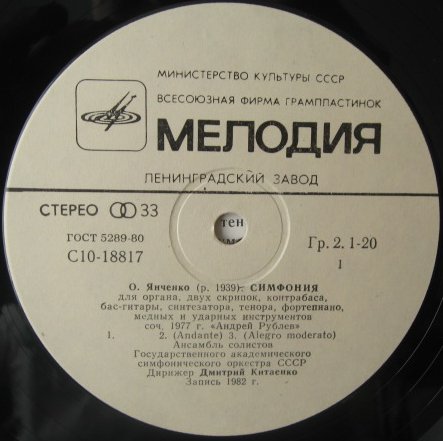 МИНИСТЕРСТВО КУЛЬТУРЫ СССР
ВСЕСОЮЗНАЯ ФИРМА ГРАМПЛАСТИНОК
МЕЛОДИЯ
ЛЕНИНГРАДСКИЙ ЗАВОД
СТЕРЕО 33
ГОСТ 5289-80
С10-18817
тен
Гр. 2. 1-20
1
О. Янченко (р. 1939): СИМФОНИЯ
для органа, двух скрипок, контрабаса,
бас-гитары, синтезатора, тенора, фортепиано,
медных и ударных инструментов
соч. 1977 г. «Андрей Рублев»
1. 2. (Andante) 3. (Alegro moderato)
Ансамбль солистов
Государственного академического
симфонического оркестра СССР
Дирижер Дмитрий Китаенко
Запись 1982 г.